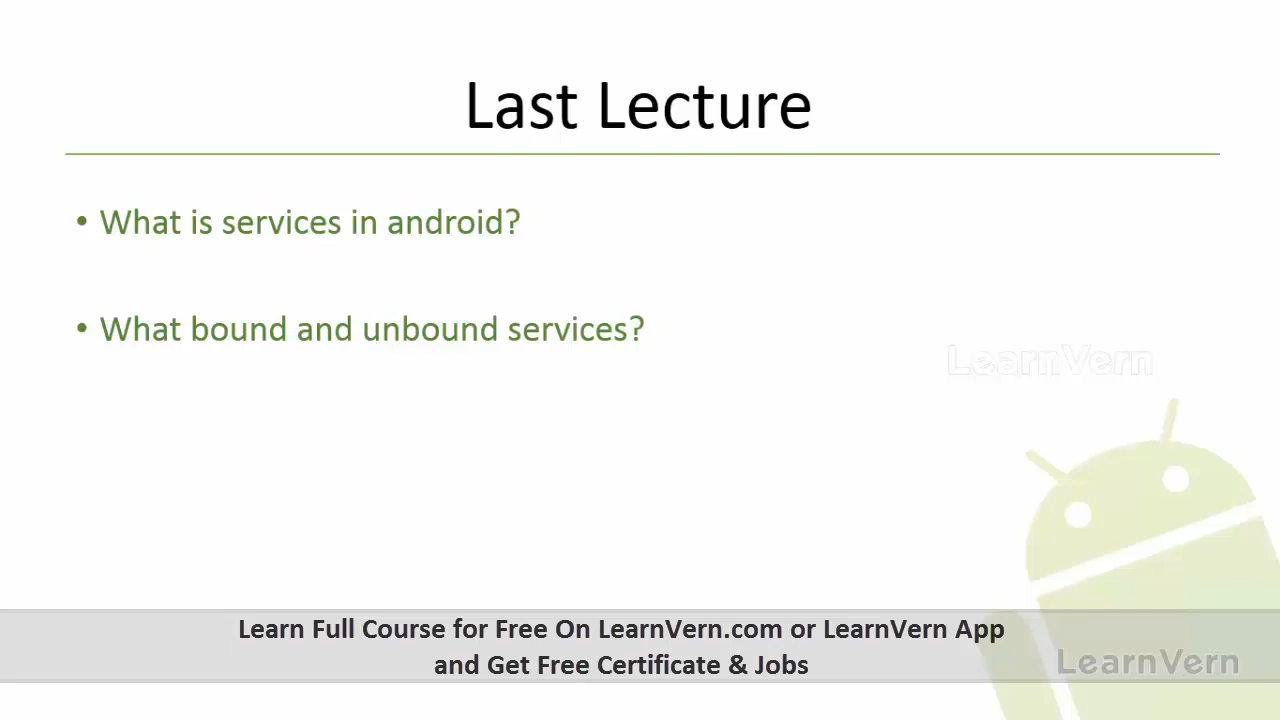 Last Lecture
• What is services in android?
• What bound and unbound services?
LearnVern
Learn Full Course for Free On LearnVern.com or LearnVern App
and Get Free Certificate & Jobs
LearnVern